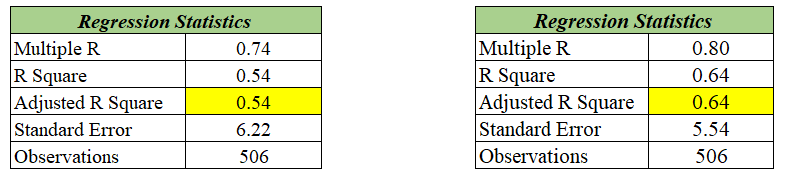 Regression Statistics
Multiple R 0.74
R Square 0.54
Adjusted R Square 0.54
Standard Error 6.22
Observations 506
Regression Statistics
Multiple R 0.80
R Square 0.64
Adjusted R Square 0.64
Standard Error 5.54
Observations 506